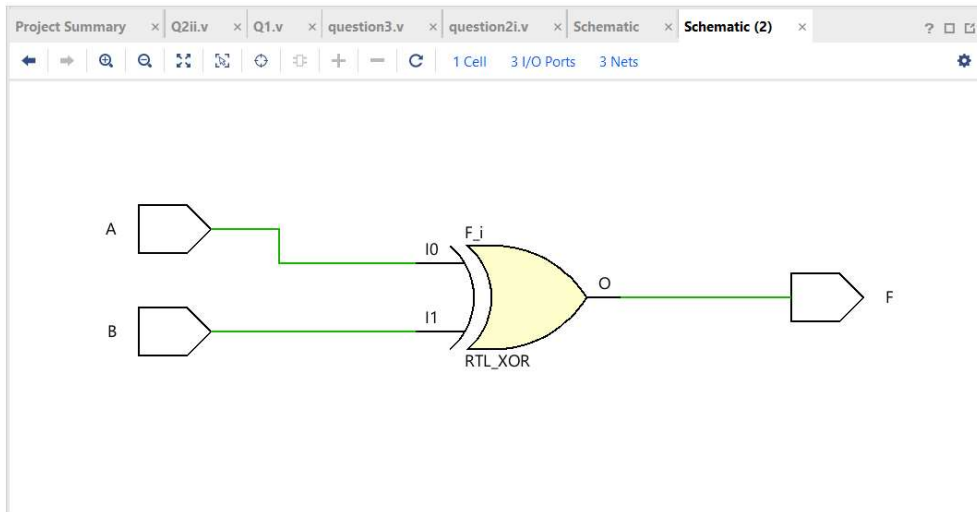 Project Summary × Q2ii.v × Q1.v × question3.v × question2i.v × Schematic × Schematic (2) × ?
1 Cell 3 I/O Ports 3 Nets
A
F_i
I0
O
F
B
I1
RTL_XOR